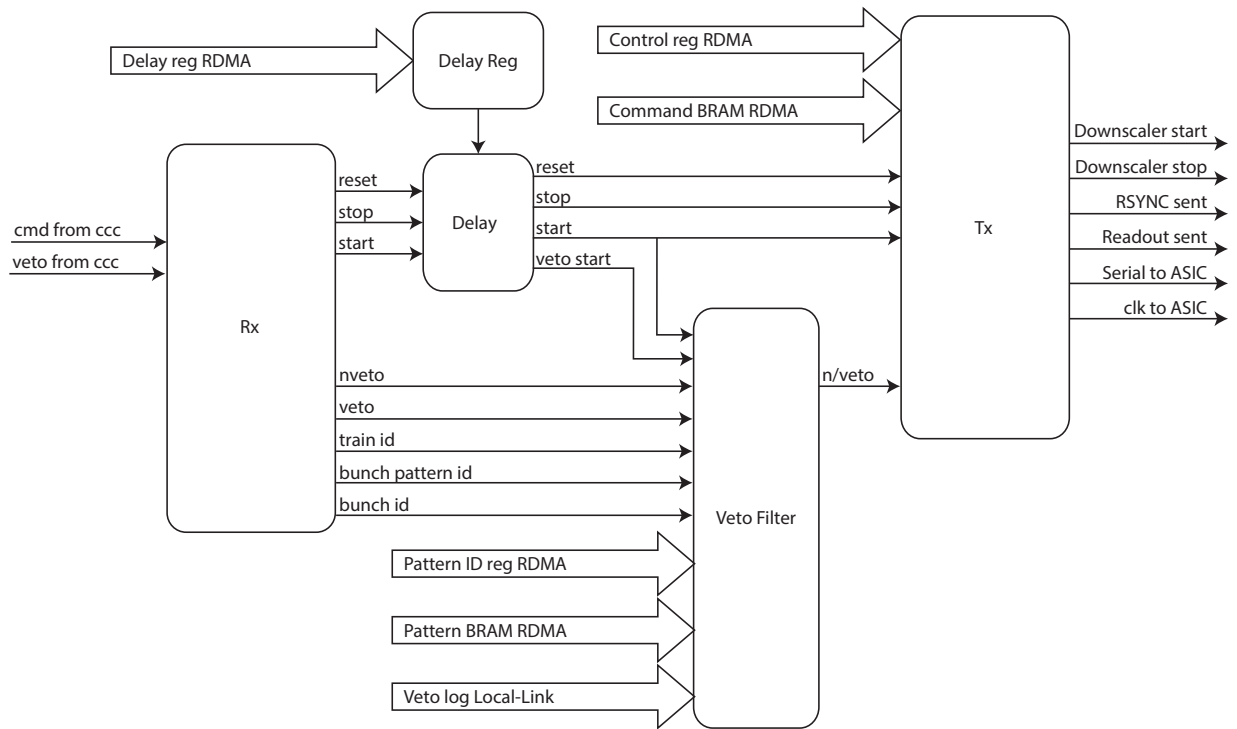 Delay reg RDMA
Delay Reg
Control reg RDMA
Command BRAM RDMA
cmd from ccc
veto from ccc
Rx
reset
stop
start
Delay
reset
stop
start
veto start
Tx
Downscaler start
Downscaler stop
RSYNC sent
Readout sent
Serial to ASIC
clk to ASIC
nveto
veto
train id
bunch pattern id
bunch id
Veto Filter
n/veto
Pattern ID reg RDMA
Pattern BRAM RDMA
Veto log Local-Link